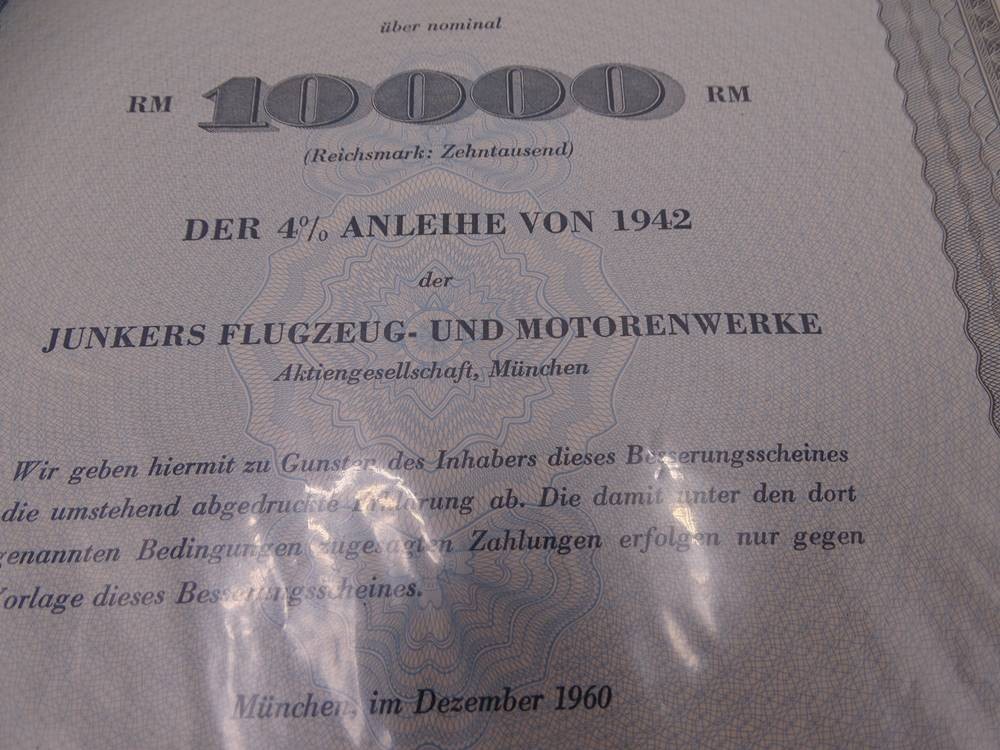 über nominal
RM 10000 RM
(Reichsmark: Zehntausend)
DER 4% ANLEIHE VON 1942
der
JUNKERS FLUGZEUG- UND MOTORENWERKE
Aktiengesellschaft, München
Wir geben hiermit zu Gunsten des Inhabers dieses Besserungsscheines
die umstehend abgedruckte Erklärung ab. Die damit unter den dort
genannten Bedingungen zugesagten Zahlungen erfolgen nur gegen
Vorlage dieses Besserungsscheines.
München, im Dezember 1960